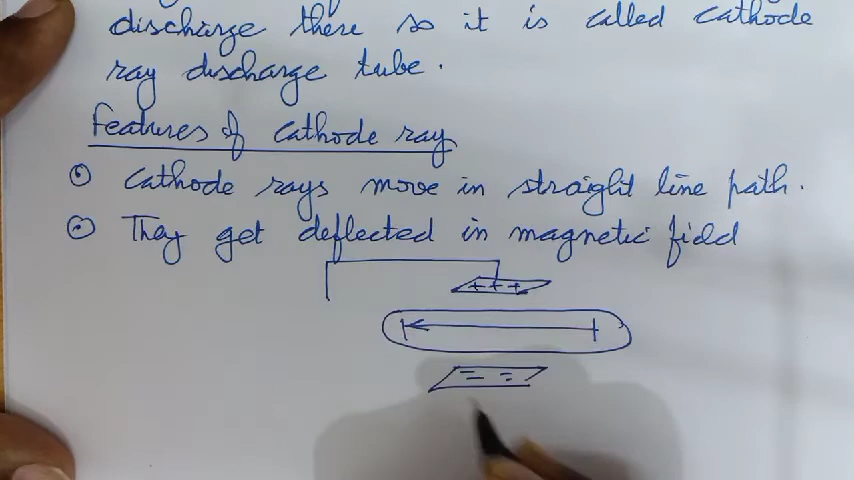 discharge there so it is called cathode
ray discharge tube.
Features of cathode ray
cathode rays move in straight line path.
They get deflected in magnetic field
+ + +